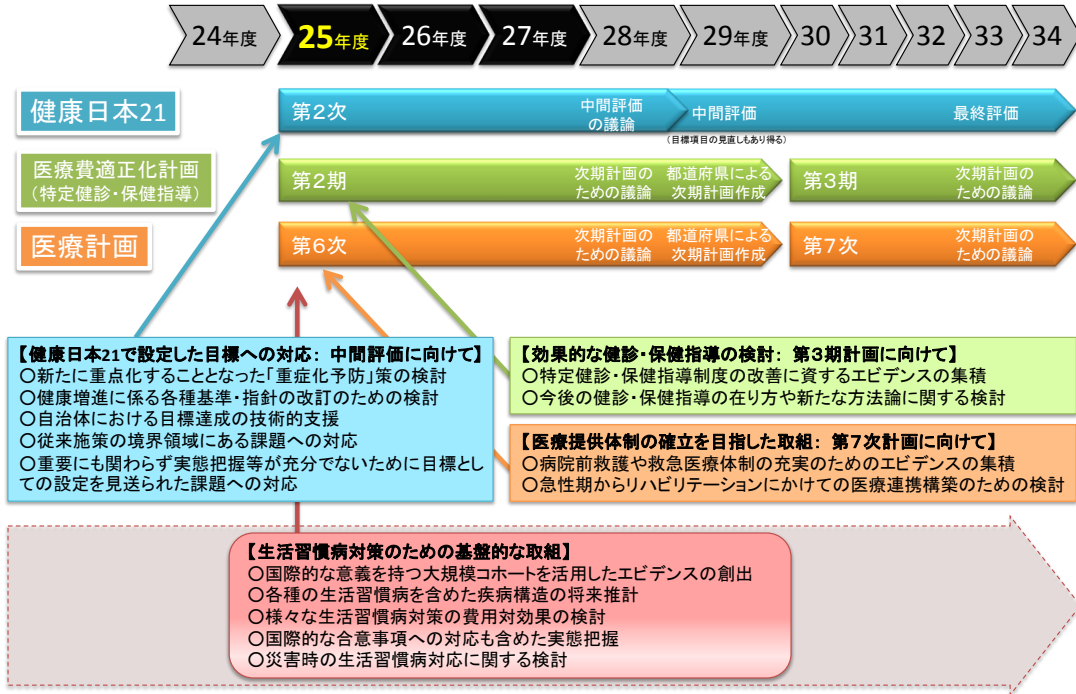 24年度 25年度 26年度 27年度 28年度 29年度 30 31 32 33 34
健康日本21
第2次
中間評価
の議論
中間評価
(目標項目の見直しもあり得る)
最終評価
医療費適正化計画
(特定健診・保健指導)
第2期
次期計画の
ための議論
都道府県による
次期計画作成
第3期
次期計画の
ための議論
医療計画
第6次
次期計画の
ための議論
都道府県による
次期計画作成
第7次
次期計画の
ための議論
【健康日本21で設定した目標への対応: 中間評価に向けて】
○新たに重点化することとなった「重症化予防」策の検討
○健康増進に係る各種基準・指針の改訂のための検討
○自治体における目標達成の技術的支援
○従来施策の境界領域にある課題への対応
○重要にも関わらず実態把握等が充分でないために目標とし
ての設定を見送られた課題への対応
【効果的な健診・保健指導の検討: 第3期計画に向けて】
○特定健診・保健指導制度の改善に資するエビデンスの集積
○今後の健診・保健指導の在り方や新たな方法論に関する検討
【医療提供体制の確立を目指した取組: 第7次計画に向けて】
○病院前救護や救急医療体制の充実のためのエビデンスの集積
○急性期からリハビリテーションにかけての医療連携構築のための検討
【生活習慣病対策のための基盤的な取組】
○国際的な意義を持つ大規模コホートを活用したエビデンスの創出
○各種の生活習慣病を含めた疾病構造の将来推計
○様々な生活習慣病対策の費用対効果の検討
○国際的な合意事項への対応も含めた実態把握
○災害時の生活習慣病対応に関する検討